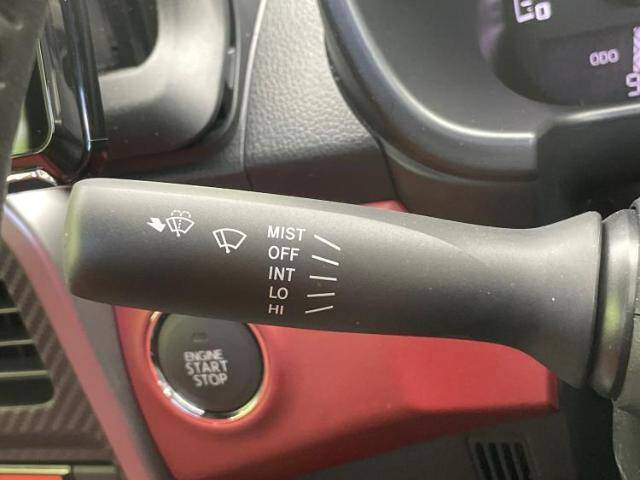 ODO
MIST
OFF
INT
LO
HI
ENGINE
START
STOP